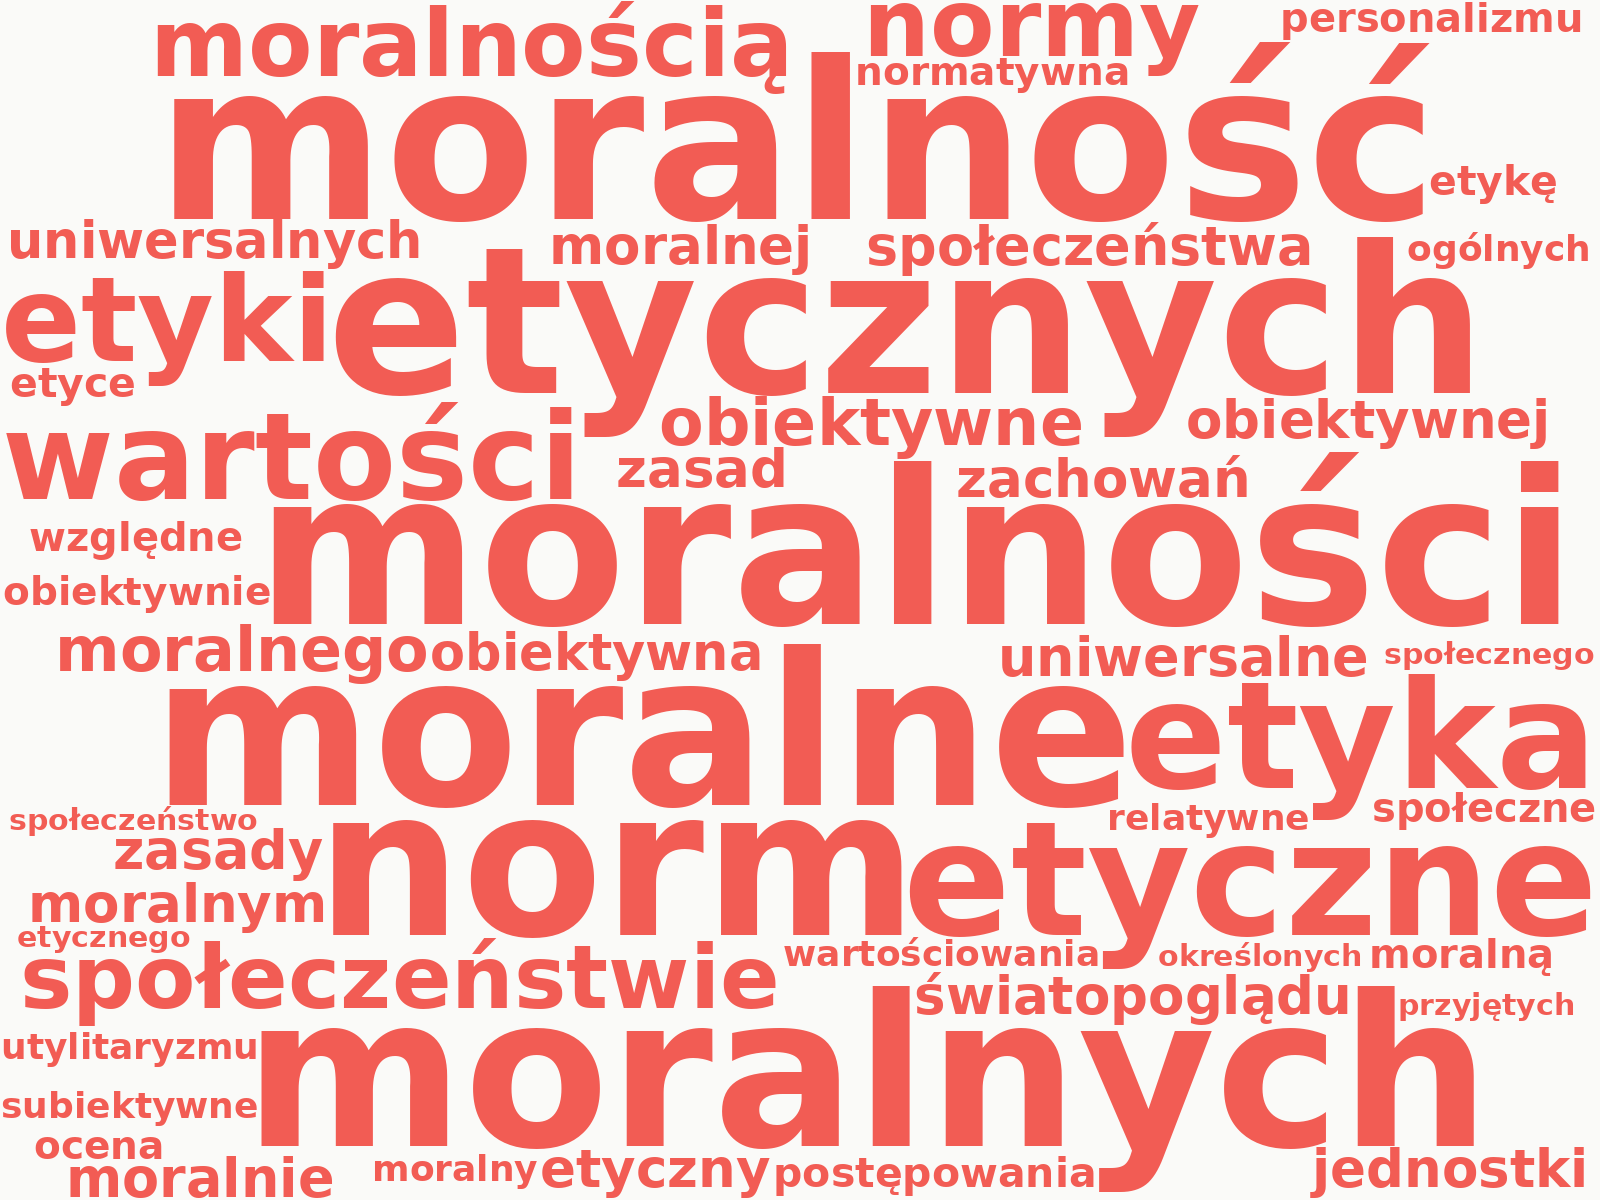 moralnością normy personalizmu
normatywna
moralność etykę
uniwersalnych moralnej społeczeństwa ogólnych
etyki etycznych
etyce
wartości obiektywne obiektywnej
zasad zachowań
względne moralności
obiektywnie
moralnego obiektywna uniwersalne społecznego
moralne etyka
społeczeństwo relatywne społeczne
zasady norm etyczne
moralnym
etycznego
społeczeństwie wartościowania określonych moralną
światopoglądu przyjętych
utylitaryzmu moralnych
subiektywne
ocena
moralnie moralny etyczny postępowania jednostki